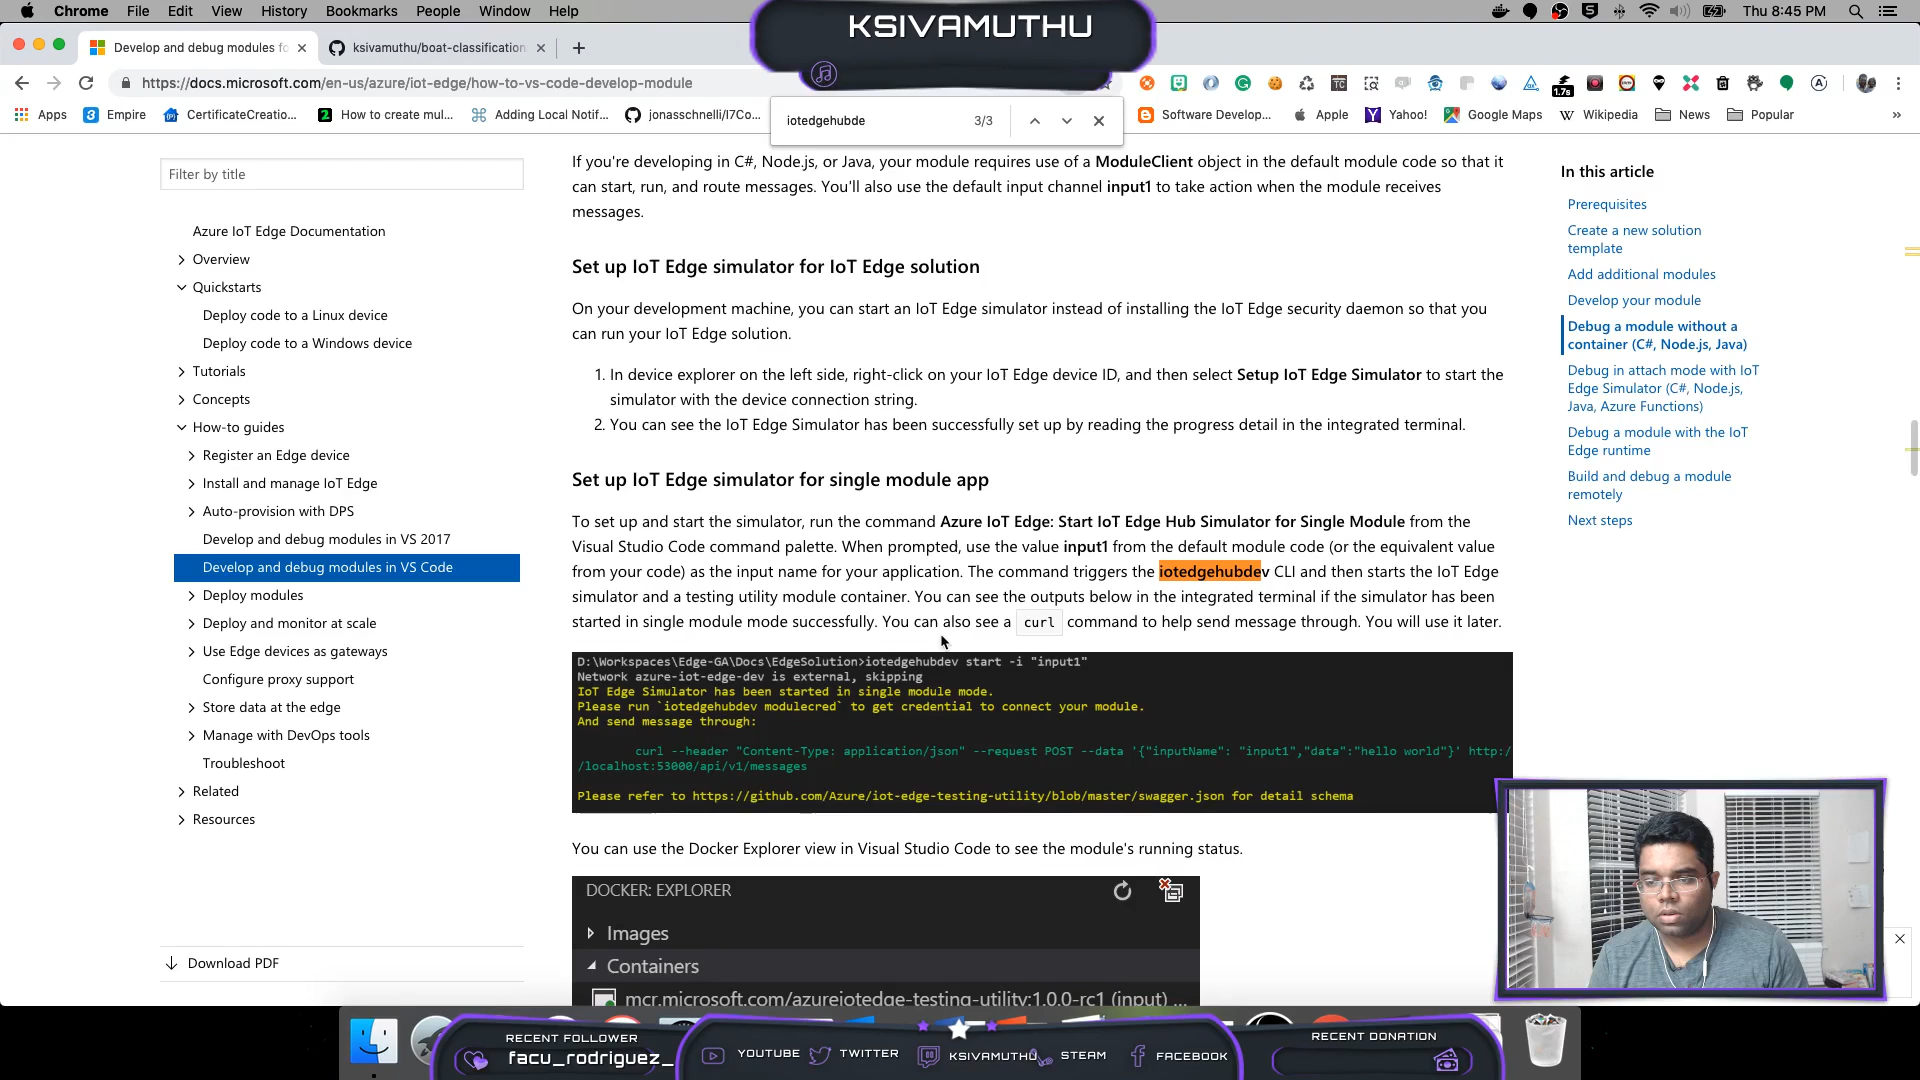 Chrome File Edit View History Bookmarks People Window Help
Thu 8:45 PM
KSIVAMUTHU
Develop and debug modules fo
ksivamuthu/boat-classification
https://docs.microsoft.com/en-us/azure/iot-edge/how-to-vs-code-develop-module
1.7s
Apps Empire CertificateCreatio... How to create mul... Adding Local Notif... jonasschnelli/I7Co...
Software Develop... Apple Yahoo! Google Maps Wikipedia News Popular
iotedgehubde 3/3
Filter by title
Azure IoT Edge Documentation
Overview
Quickstarts
Deploy code to a Linux device
Deploy code to a Windows device
Tutorials
Concepts
How-to guides
Register an Edge device
Install and manage IoT Edge
Auto-provision with DPS
Develop and debug modules in VS 2017
Develop and debug modules in VS Code
Deploy modules
Deploy and monitor at scale
Use Edge devices as gateways
Configure proxy support
Store data at the edge
Manage with DevOps tools
Troubleshoot
Related
Resources
Download PDF
If you're developing in C#, Node.js, or Java, your module requires use of a ModuleClient object in the default module code so that it
can start, run, and route messages. You'll also use the default input channel input1 to take action when the module receives
messages.
Set up IoT Edge simulator for IoT Edge solution
On your development machine, you can start an IoT Edge simulator instead of installing the IoT Edge security daemon so that you
can run your IoT Edge solution.
1. In device explorer on the left side, right-click on your IoT Edge device ID, and then select Setup IoT Edge Simulator to start the
simulator with the device connection string.
2. You can see the IoT Edge Simulator has been successfully set up by reading the progress detail in the integrated terminal.
Set up IoT Edge simulator for single module app
To set up and start the simulator, run the command Azure IoT Edge: Start IoT Edge Hub Simulator for Single Module from the
Visual Studio Code command palette. When prompted, use the value input1 from the default module code (or the equivalent value
from your code) as the input name for your application. The command triggers the iotedgehubdev CLI and then starts the IoT Edge
simulator and a testing utility module container. You can see the outputs below in the integrated terminal if the simulator has been
started in single module mode successfully. You can also see a curl command to help send message through. You will use it later.
D:\Workspaces\Edge-GA\Docs\EdgeSolution>iotedgehubdev start -i "input1"
Network azure-iot-edge-dev is external, skipping
IoT Edge Simulator has been started in single module mode.
Please run `iotedgehubdev modulecred` to get credential to connect your module.
And send message through:
curl --header "Content-Type: application/json" --request POST --data '{"inputName": "input1","data":"hello world"}' http:/
/localhost:53000/api/v1/messages
Please refer to https://github.com/Azure/iot-edge-testing-utility/blob/master/swagger.json for detail schema
You can use the Docker Explorer view in Visual Studio Code to see the module's running status.
DOCKER: EXPLORER
Images
Containers
mcr.microsoft.com/azureiotedge-testing-utility:1.0.0-rc1 (input) ...
In this article
Prerequisites
Create a new solution
template
Add additional modules
Develop your module
Debug a module without a
container (C#, Node.js, Java)
Debug in attach mode with IoT
Edge Simulator (C#, Node.js,
Java, Azure Functions)
Debug a module with the IoT
Edge runtime
Build and debug a module
remotely
Next steps
RECENT FOLLOWER
facu_rodriguez_
YOUTUBE TWITTER KSIVAMUTHU STEAM FACEBOOK
RECENT DONATION